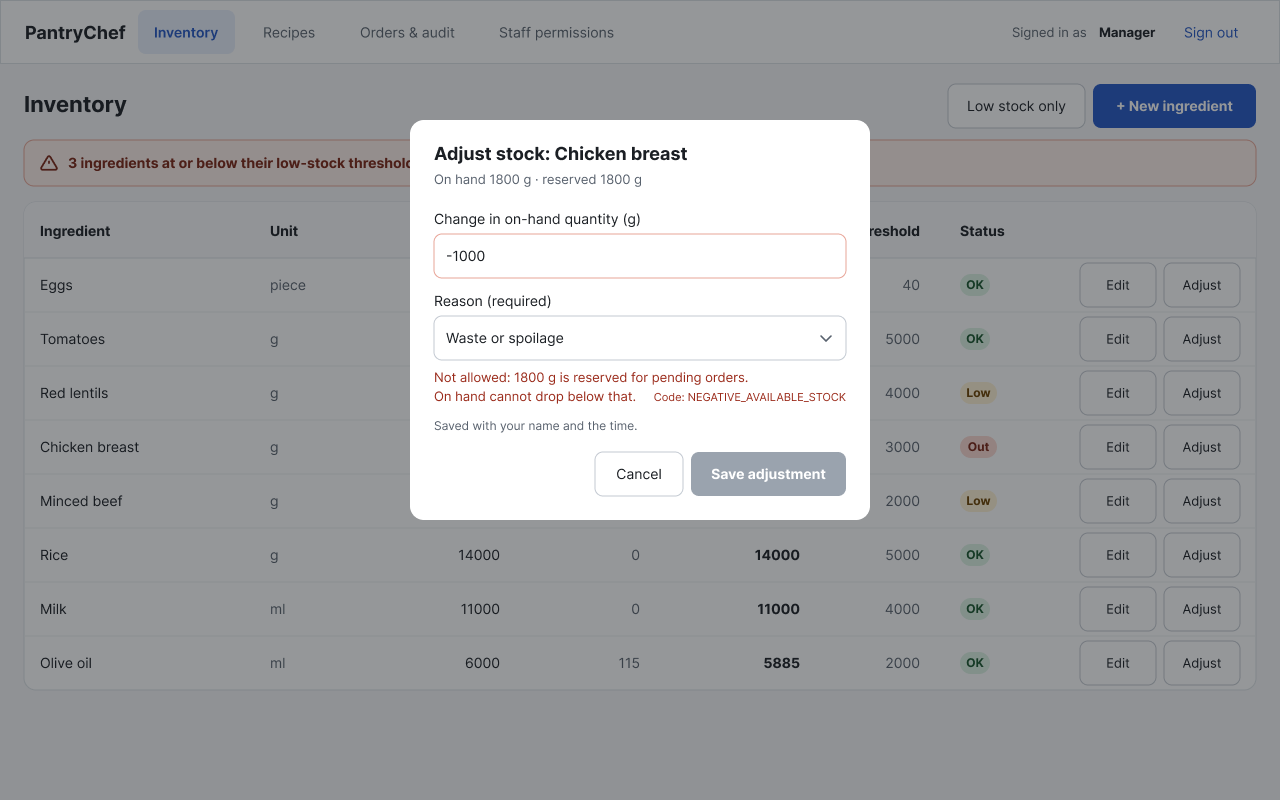 PantryChef Inventory Recipes Orders & audit Staff permissions Signed in as Manager Sign out
Inventory Low stock only + New ingredient
3 ingredients at or below their low-stock threshold
Adjust stock: Chicken breast
On hand 1800 g · reserved 1800 g
Change in on-hand quantity (g)
-1000
Reason (required)
Waste or spoilage
Not allowed: 1800 g is reserved for pending orders.
On hand cannot drop below that. Code: NEGATIVE_AVAILABLE_STOCK
Saved with your name and the time.
Cancel Save adjustment
Ingredient Unit Status
Eggs piece 40 OK Edit Adjust
Tomatoes g 5000 OK Edit Adjust
Red lentils g 4000 Low Edit Adjust
Chicken breast g 3000 Out Edit Adjust
Minced beef g 2000 Low Edit Adjust
Rice g 14000 0 14000 5000 OK Edit Adjust
Milk ml 11000 0 11000 4000 OK Edit Adjust
Olive oil ml 6000 115 5885 2000 OK Edit Adjust